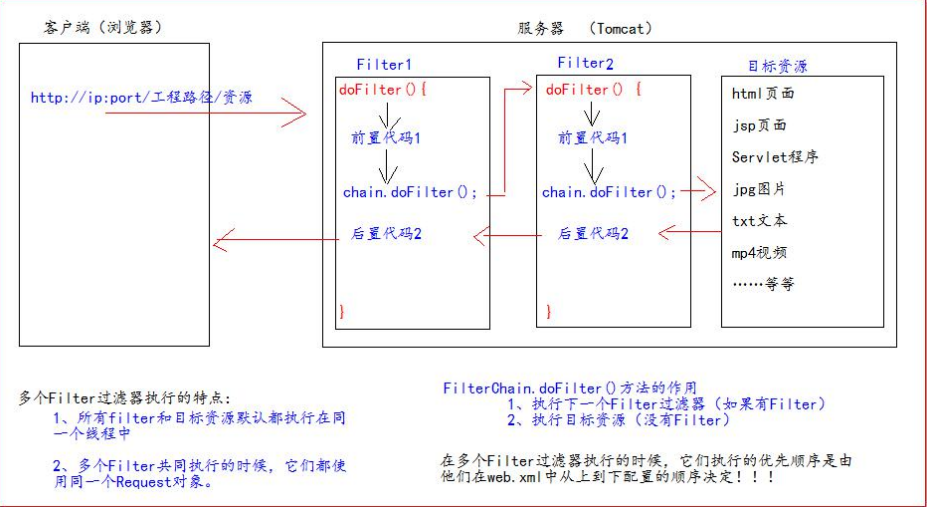 客户端（浏览器）
服务器 （Tomcat）
http://ip:port/工程路径/资源
Filter1
doFilter(){
前置代码1
chain.doFilter();
后置代码2
}
Filter2
doFilter() {
前置代码1
chain.doFilter();
后置代码2
}
目标资源
html页面
jsp页面
Servlet程序
jpg图片
txt文本
mp4视频
……等等
多个Filter过滤器执行的特点：
1、所有filter和目标资源默认都执行在同
一个线程中
2、多个Filter共同执行的时候，它们都使
用同一个Request对象。
FilterChain.doFilter()方法的作用
1、执行下一个Filter过滤器（如果有Filter）
2、执行目标资源（没有Filter）
在多个Filter过滤器执行的时候，它们执行的优先顺序是由
他们在web.xml中从上到下配置的顺序决定！！！